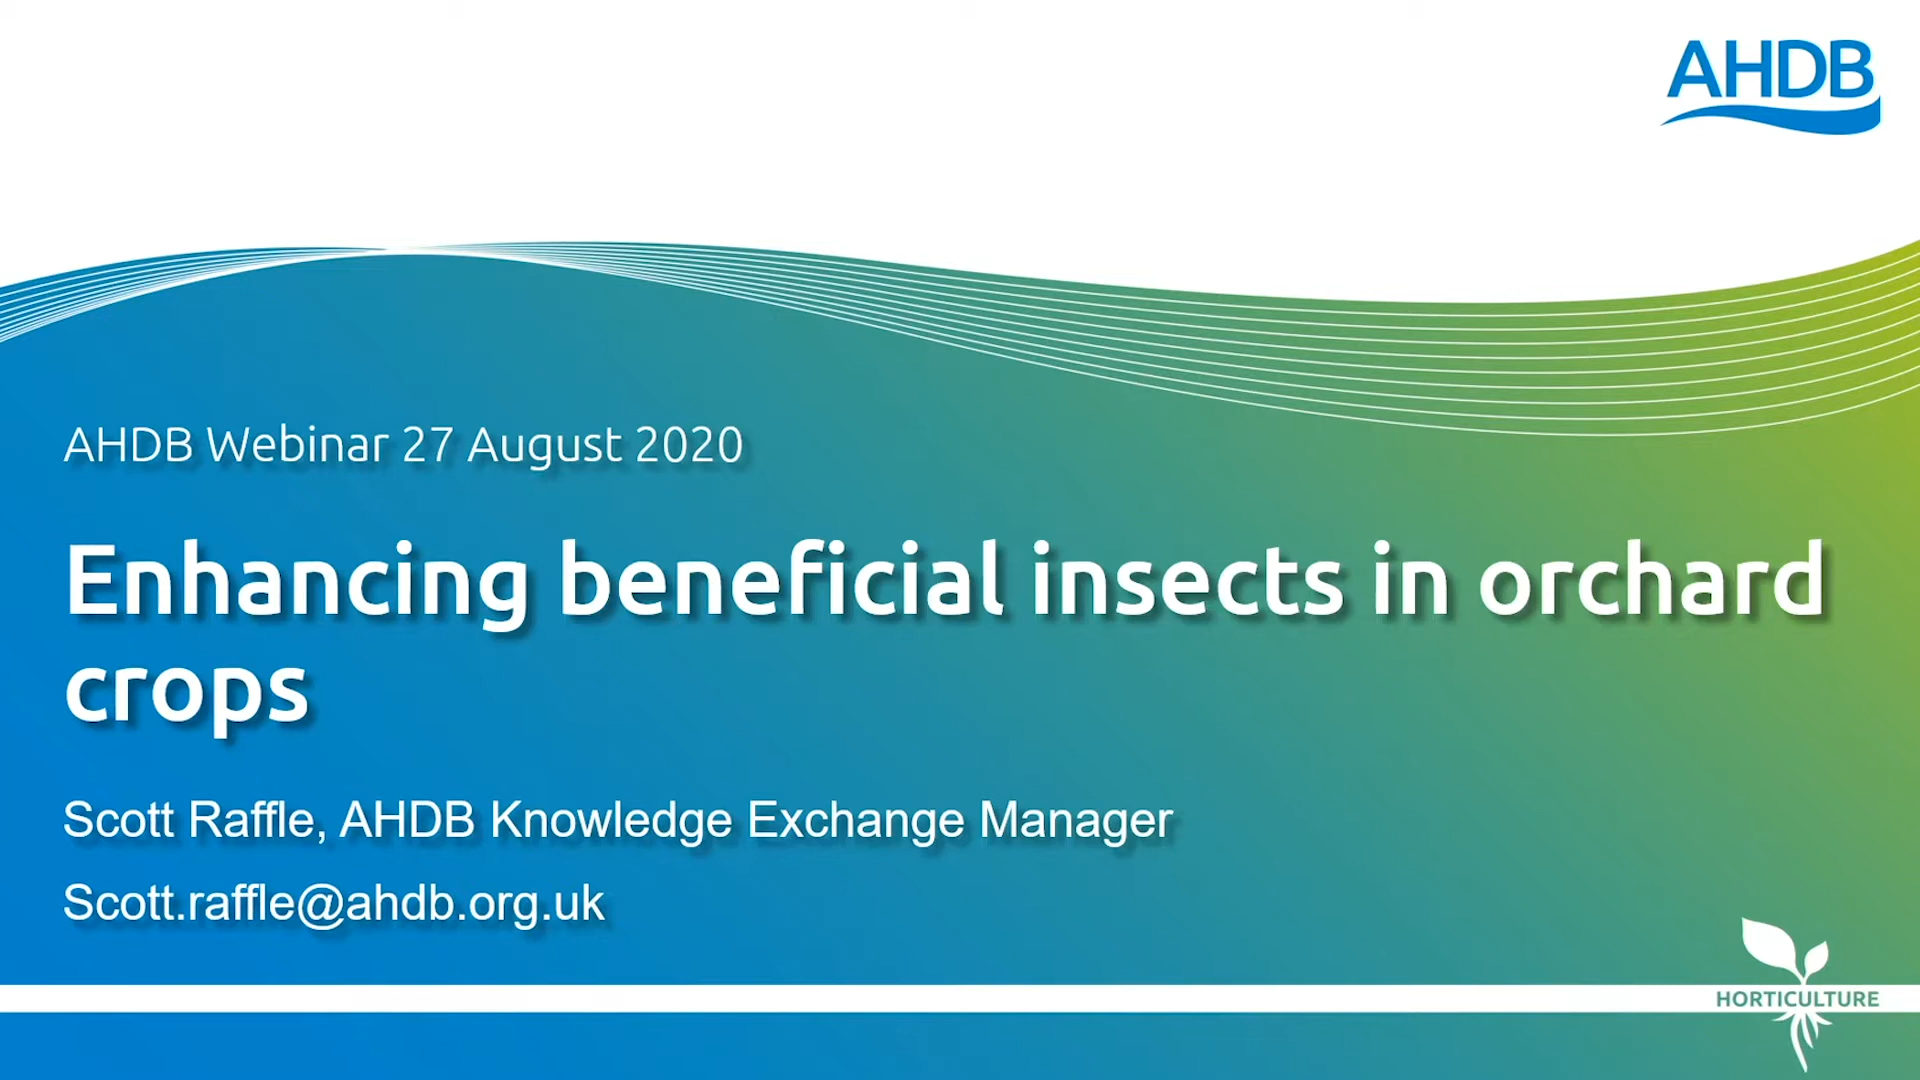 AHDB
AHDB Webinar 27 August 2020
Enhancing beneficial insects in orchard
crops
Scott Raffle, AHDB Knowledge Exchange Manager
Scott.raffle@ahdb.org.uk
HORTICULTURE